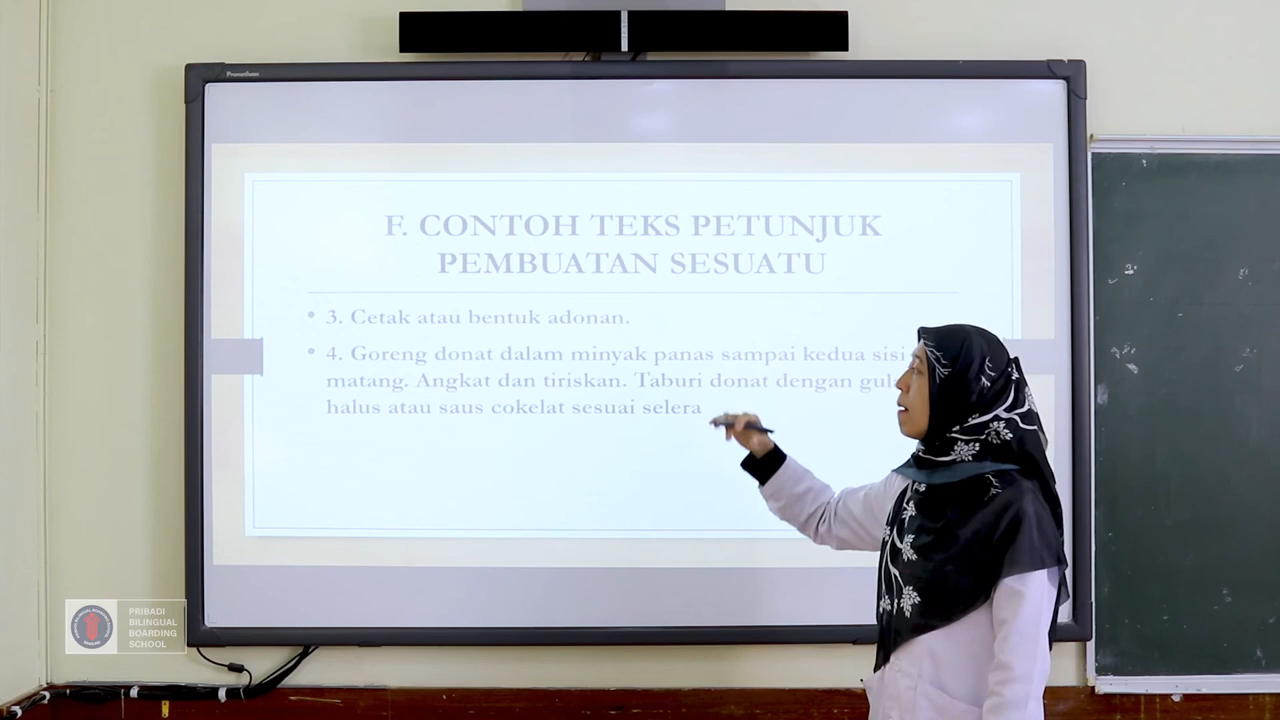 Promethean
F. CONTOH TEKS PETUNJUK
PEMBUATAN SESUATU
• 3. Cetak atau bentuk adonan.
• 4. Goreng donat dalam minyak panas sampai kedua sisi
matang. Angkat dan tiriskan. Taburi donat dengan
halus atau saus cokelat sesuai selera
PRIBADI
BILINGUAL
BOARDING
SCHOOL